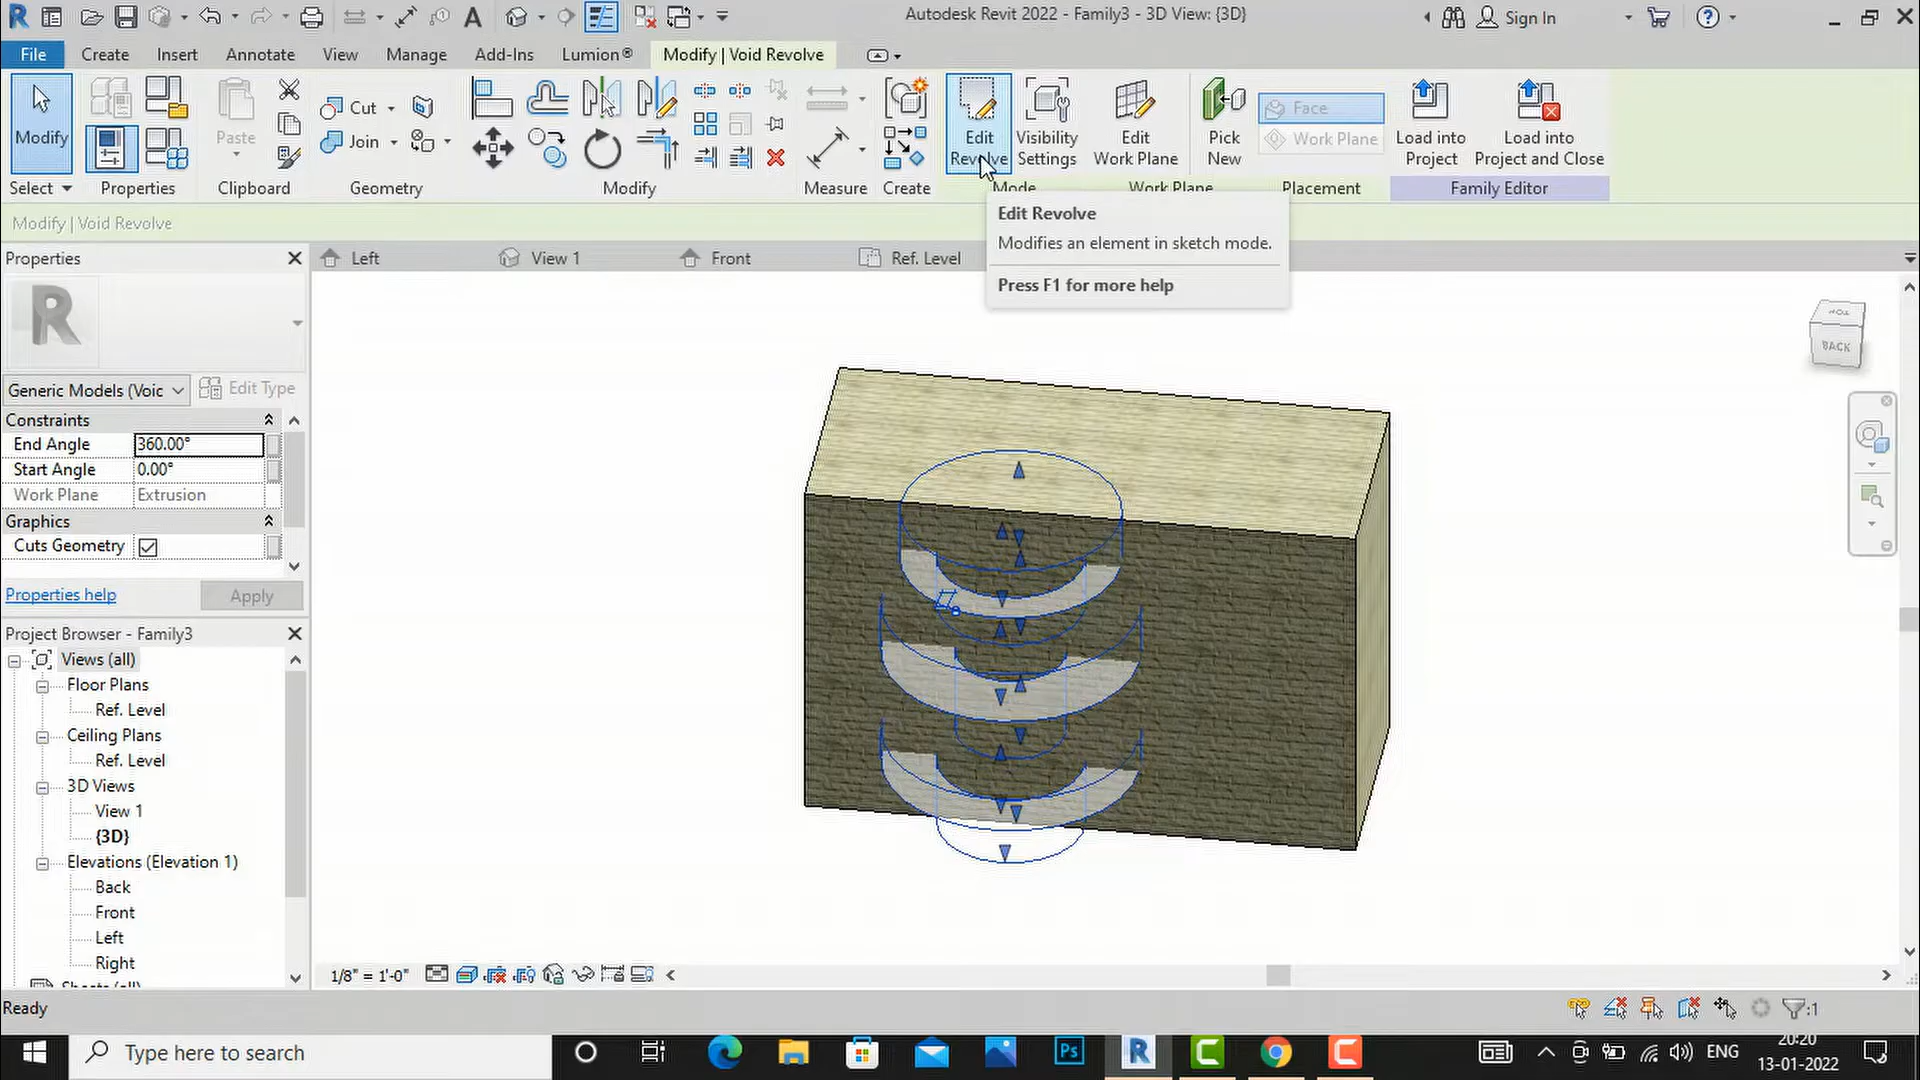 Autodesk Revit 2022 - Family3 - 3D View: {3D}
Sign In
File
Create
Insert
Annotate
View
Manage
Add-Ins
Lumion®
Modify | Void Revolve
Modify
Paste
Cut
Join
Edit
Revolve
Visibility
Settings
Edit
Work Plane
Pick
New
Face
Work Plane
Load into
Project
Load into
Project and Close
Select
Properties
Clipboard
Geometry
Modify
Measure
Create
Mode
Work Plane
Placement
Family Editor
Modify | Void Revolve
Edit Revolve
Modifies an element in sketch mode.
Press F1 for more help
Properties
Left
View 1
Front
Ref. Level
Generic Models (Voic
Edit Type
Constraints
End Angle 360.00°
Start Angle 0.00°
Work Plane Extrusion
Graphics
Cuts Geometry
Properties help
Apply
Project Browser - Family3
Views (all)
Floor Plans
Ref. Level
Ceiling Plans
Ref. Level
3D Views
View 1
{3D}
Elevations (Elevation 1)
Back
Front
Left
Right
Sheets (all)
TOP
BACK
1/8" = 1'-0"
Ready
:1
Type here to search
Ps
ENG
20:20
13-01-2022